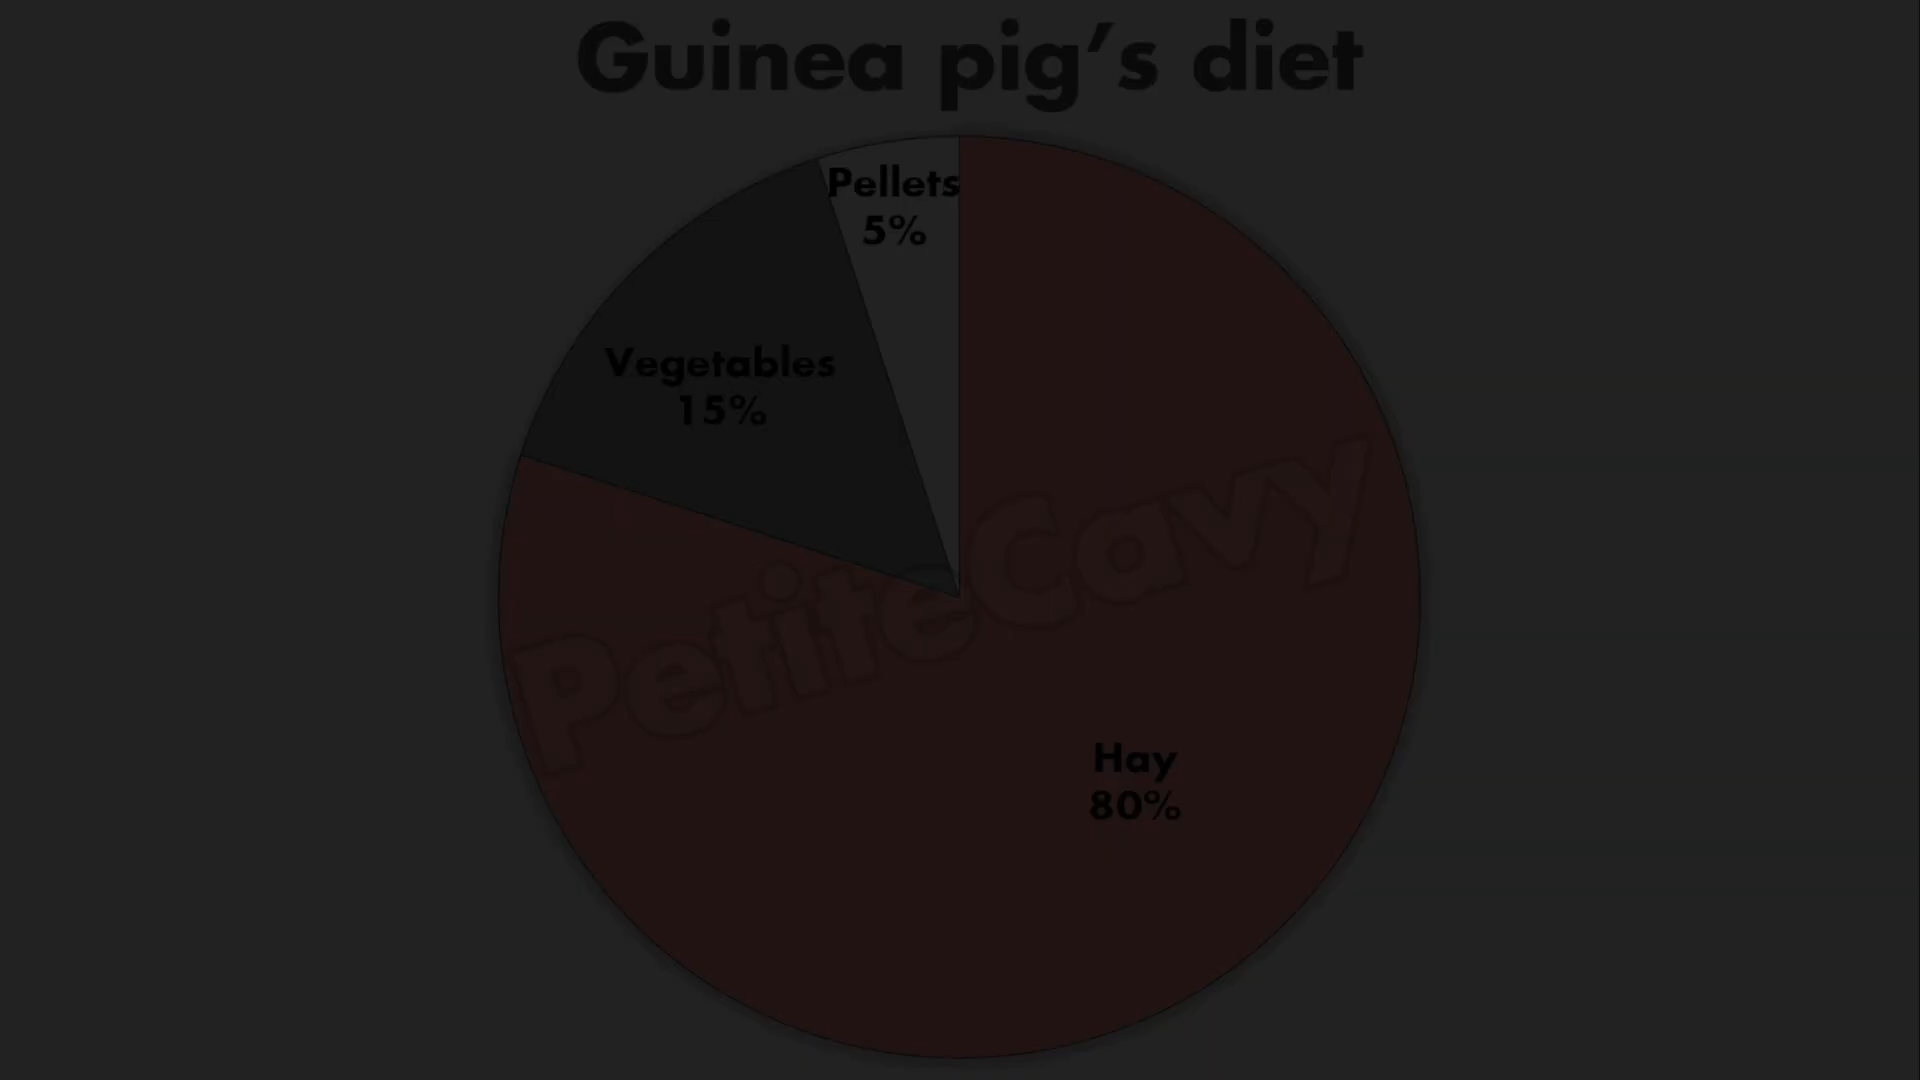 Guinea pig’s diet
Pellets
5%
Vegetables
15%
PetiteCavy
Hay
80%